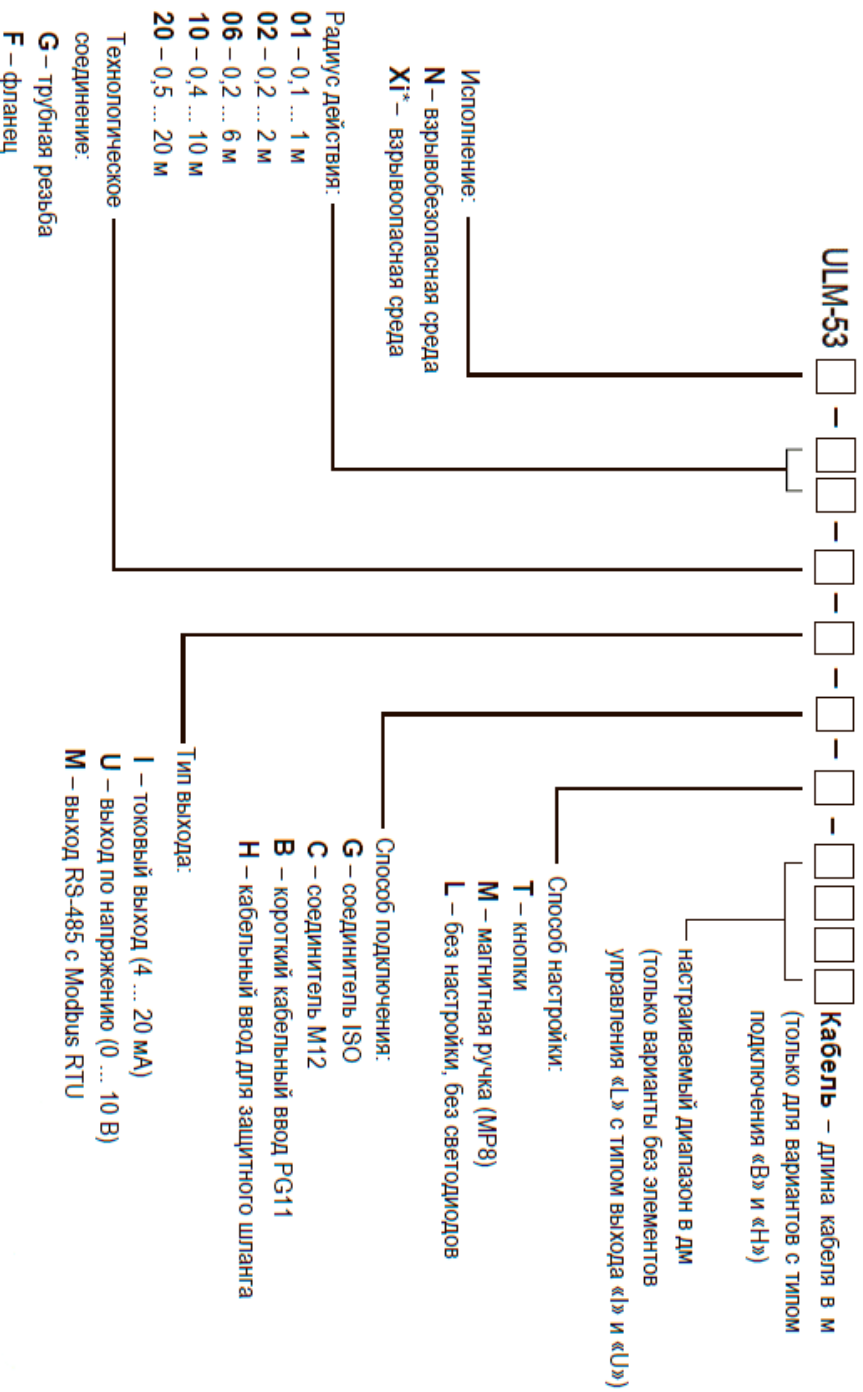 ULM-53 – – – – – – Кабель – длина кабеля в м
(только для вариантов с типом
подключения «B» и «H»)
настраиваемый диапазон в дм
(только варианты без элементов
управления «L» с типом выхода «I» и «U»)
Исполнение:
N – взрывобезопасная среда
Xi* – взрывоопасная среда
Радиус действия:
01 – 0,1 ... 1 м
02 – 0,2 ... 2 м
06 – 0,2 ... 6 м
10 – 0,4 ... 10 м
20 – 0,5 ... 20 м
Технологическое
соединение:
G – трубная резьба
F – фланец
Способ настройки:
T – кнопки
M – магнитная ручка (MP8)
L – без настройки, без светодиодов
Способ подключения:
G – соединитель ISO
C – соединитель M12
B – короткий кабельный ввод PG11
H – кабельный ввод для защитного шланга
Тип выхода:
I – токовый выход (4 ... 20 мА)
U – выход по напряжению (0 ... 10 В)
M – выход RS-485 с Modbus RTU